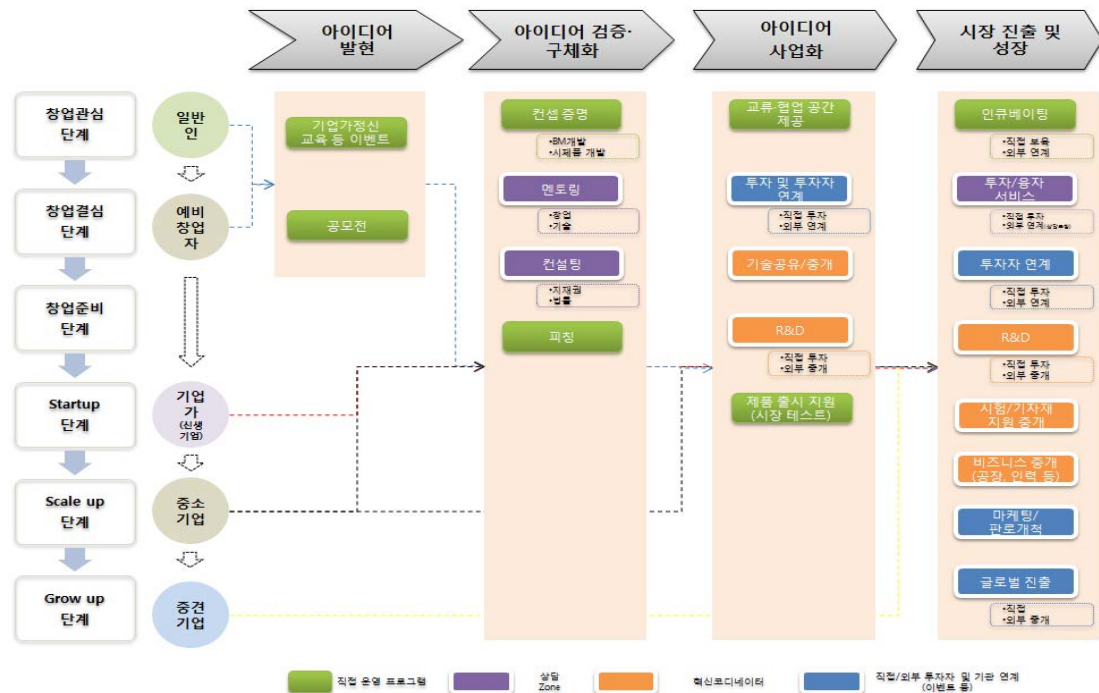 아이디어
발현
아이디어 검증·
구체화
아이디어
사업화
시장 진출 및
성장
창업관심
단계
창업결심
단계
창업준비
단계
Startup
단계
Scale up
단계
Grow up
단계
일반
인
예비
창업
자
기업
가
(신생
기업)
중소
기업
중견
기업
기업가정신
교육 등 이벤트
공모전
컨셉 증명
•BM개발
•시제품 개발
멘토링
•창업
•기술
컨설팅
•지재권
•법률
피칭
교류·협업 공간
제공
투자 및 투자자
연계
•직접 투자
•외부 연계
기술공유/중개
R&D
•직접 투자
•외부 중개
제품 출시 지원
(시장 테스트)
인큐베이팅
•직접 보육
•외부 연계
투자/융자
서비스
•직접 투자
•외부 연계
투자자 연계
•직접 투자
•외부 연계
R&D
•직접 투자
•외부 중개
시험/기자재
지원 중개
비즈니스 중개
(공장, 인력 등)
마케팅/
판로개척
글로벌 진출
•직접
•외부 중개
직접 운영 프로그램
상담
Zone
혁신코디네이터
직접/외부 투자자 및 기관 연계
(이벤트 등)